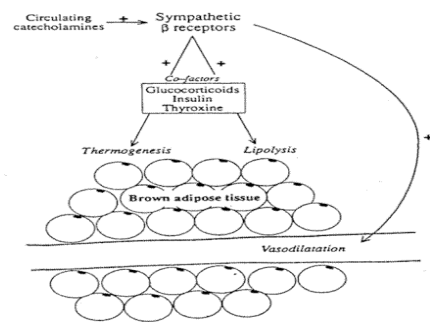 Circulating
catecholamines
+
Sympathetic
β receptors
+
+
+
Co-factors
Glucocorticoids
Insulin
Thyroxine
Thermogenesis
Lipolysis
Brown adipose tissue
Vasodilatation